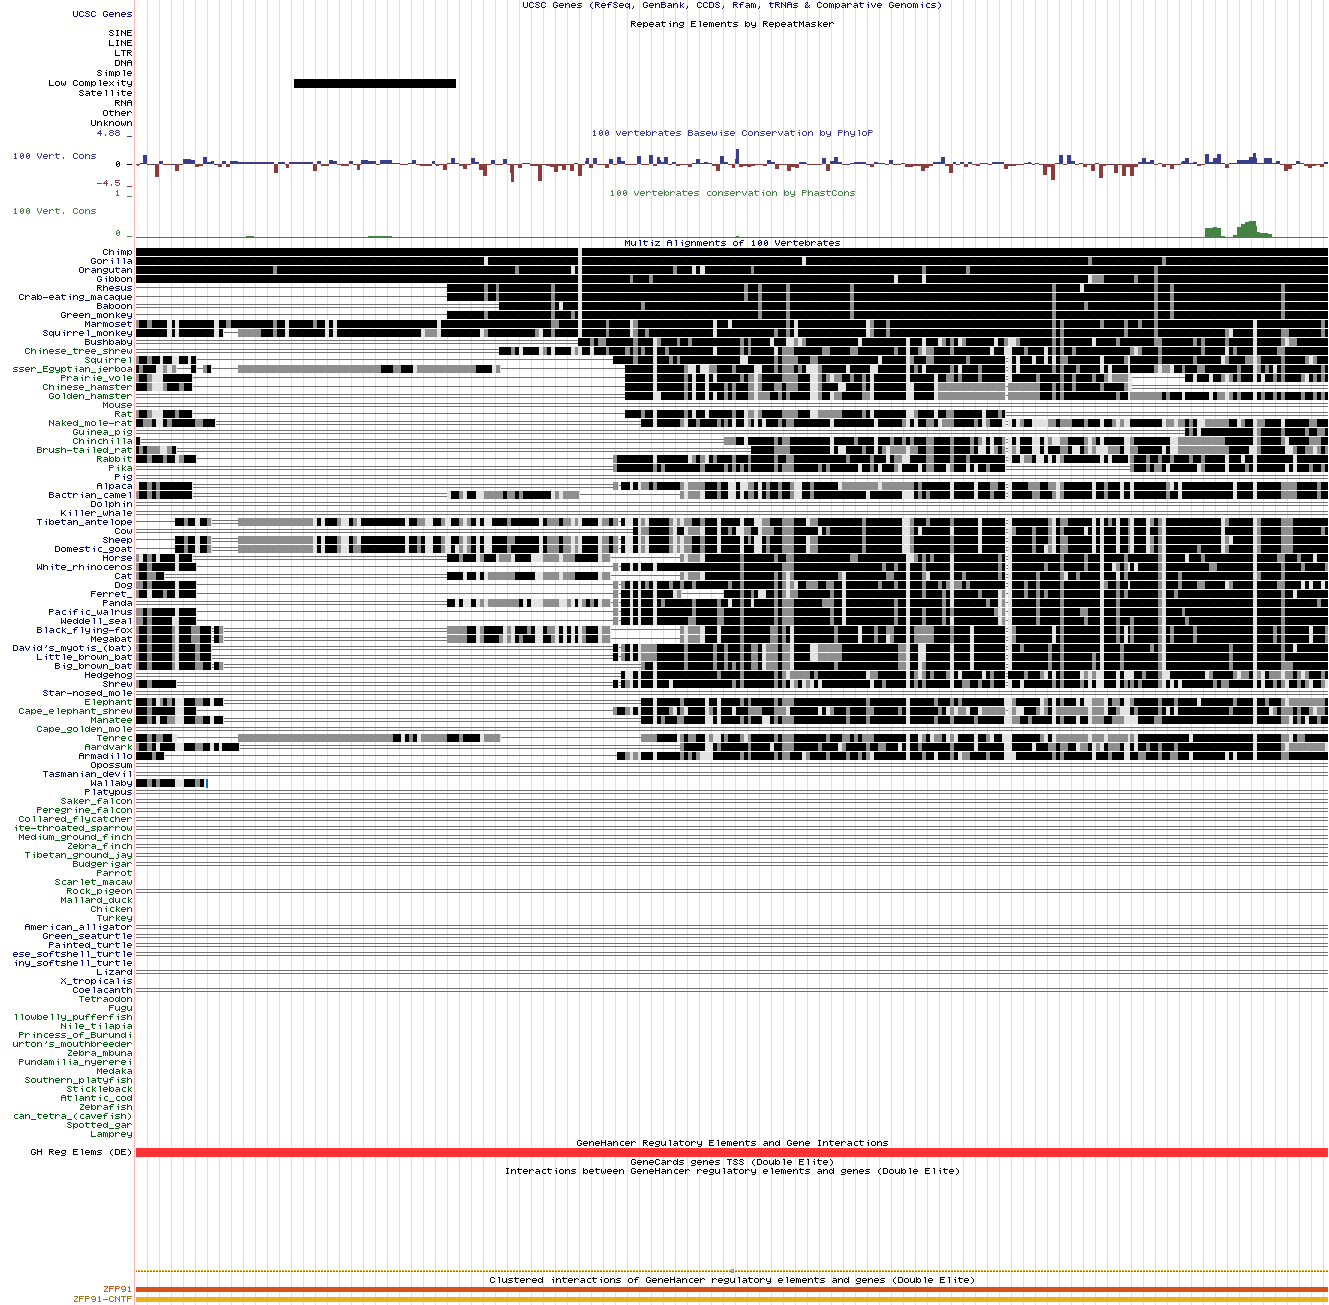 UCSC Genes (RefSeq, GenBank, CCDS, Rfam, tRNAs & Comparative Genomics)
UCSC Genes
Repeating Elements by RepeatMasker
SINE
LINE
LTR
DNA
Simple
Low Complexity
Satellite
RNA
Other
Unknown
4.88 _
100 vertebrates Basewise Conservation by PhyloP
100 Vert. Cons
0 _
-4.5 _
100 vertebrates conservation by PhastCons
1 _
100 Vert. Cons
0 _
Multiz Alignments of 100 Vertebrates
Chimp
Gorilla
Orangutan
Gibbon
Rhesus
Crab-eating_macaque
Baboon
Green_monkey
Marmoset
Squirrel_monkey
Bushbaby
Chinese_tree_shrew
Squirrel
sser_Egyptian_jerboa
Prairie_vole
Chinese_hamster
Golden_hamster
Mouse
Rat
Naked_mole-rat
Guinea_pig
Chinchilla
Brush-tailed_rat
Rabbit
Pika
Pig
Alpaca
Bactrian_camel
Dolphin
Killer_whale
Tibetan_antelope
Cow
Sheep
Domestic_goat
Horse
White_rhinoceros
Cat
Dog
Ferret_
Panda
Pacific_walrus
Weddell_seal
Black_flying-fox
Megabat
David's_myotis_(bat)
Little_brown_bat
Big_brown_bat
Hedgehog
Shrew
Star-nosed_mole
Elephant
Cape_elephant_shrew
Manatee
Cape_golden_mole
Tenrec
Aardvark
Armadillo
Opossum
Tasmanian_devil
Wallaby
Platypus
Saker_falcon
Peregrine_falcon
Collared_flycatcher
ite-throated_sparrow
Medium_ground_finch
Zebra_finch
Tibetan_ground_jay
Budgerigar
Parrot
Scarlet_macaw
Rock_pigeon
Mallard_duck
Chicken
Turkey
American_alligator
Green_seaturtle
Painted_turtle
ese_softshell_turtle
iny_softshell_turtle
Lizard
X_tropicalis
Coelacanth
Tetraodon
Fugu
llowbelly_pufferfish
Nile_tilapia
Princess_of_Burundi
urton's_mouthbreeder
Zebra_mbuna
Pundamilia_nyererei
Medaka
Southern_platyfish
Stickleback
Atlantic_cod
Zebrafish
can_tetra_(cavefish)
Spotted_gar
Lamprey
GeneHancer Regulatory Elements and Gene Interactions
GH Reg Elems (DE)
GeneCards genes TSS (Double Elite)
Interactions between GeneHancer regulatory elements and genes (Double Elite)
Clustered interactions of GeneHancer regulatory elements and genes (Double Elite)
ZFP91
ZFP91-CNTF